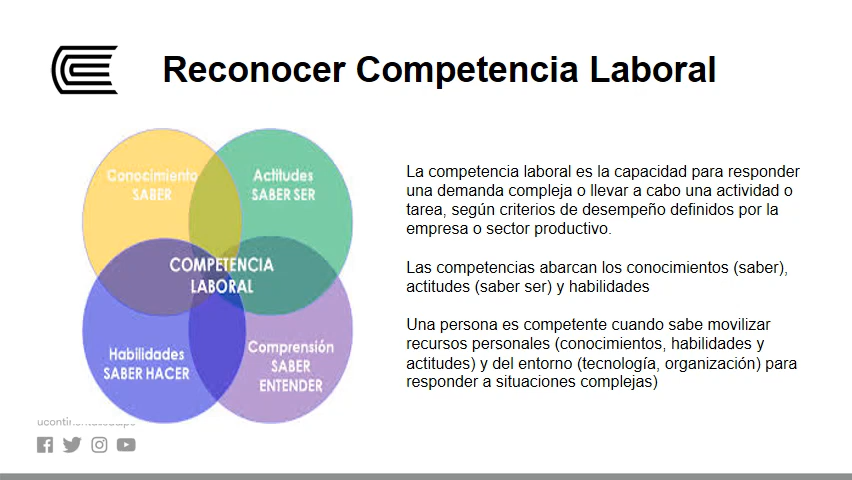 Reconocer Competencia Laboral
Conocimiento
SABER
Actitudes
SABER SER
COMPETENCIA
LABORAL
Habilidades
SABER HACER
Comprensión
SABER
ENTENDER
La competencia laboral es la capacidad para responder
una demanda compleja o llevar a cabo una actividad o
tarea, según criterios de desempeño definidos por la
empresa o sector productivo.
Las competencias abarcan los conocimientos (saber),
actitudes (saber ser) y habilidades
Una persona es competente cuando sabe movilizar
recursos personales (conocimientos, habilidades y
actitudes) y del entorno (tecnología, organización) para
responder a situaciones complejas)